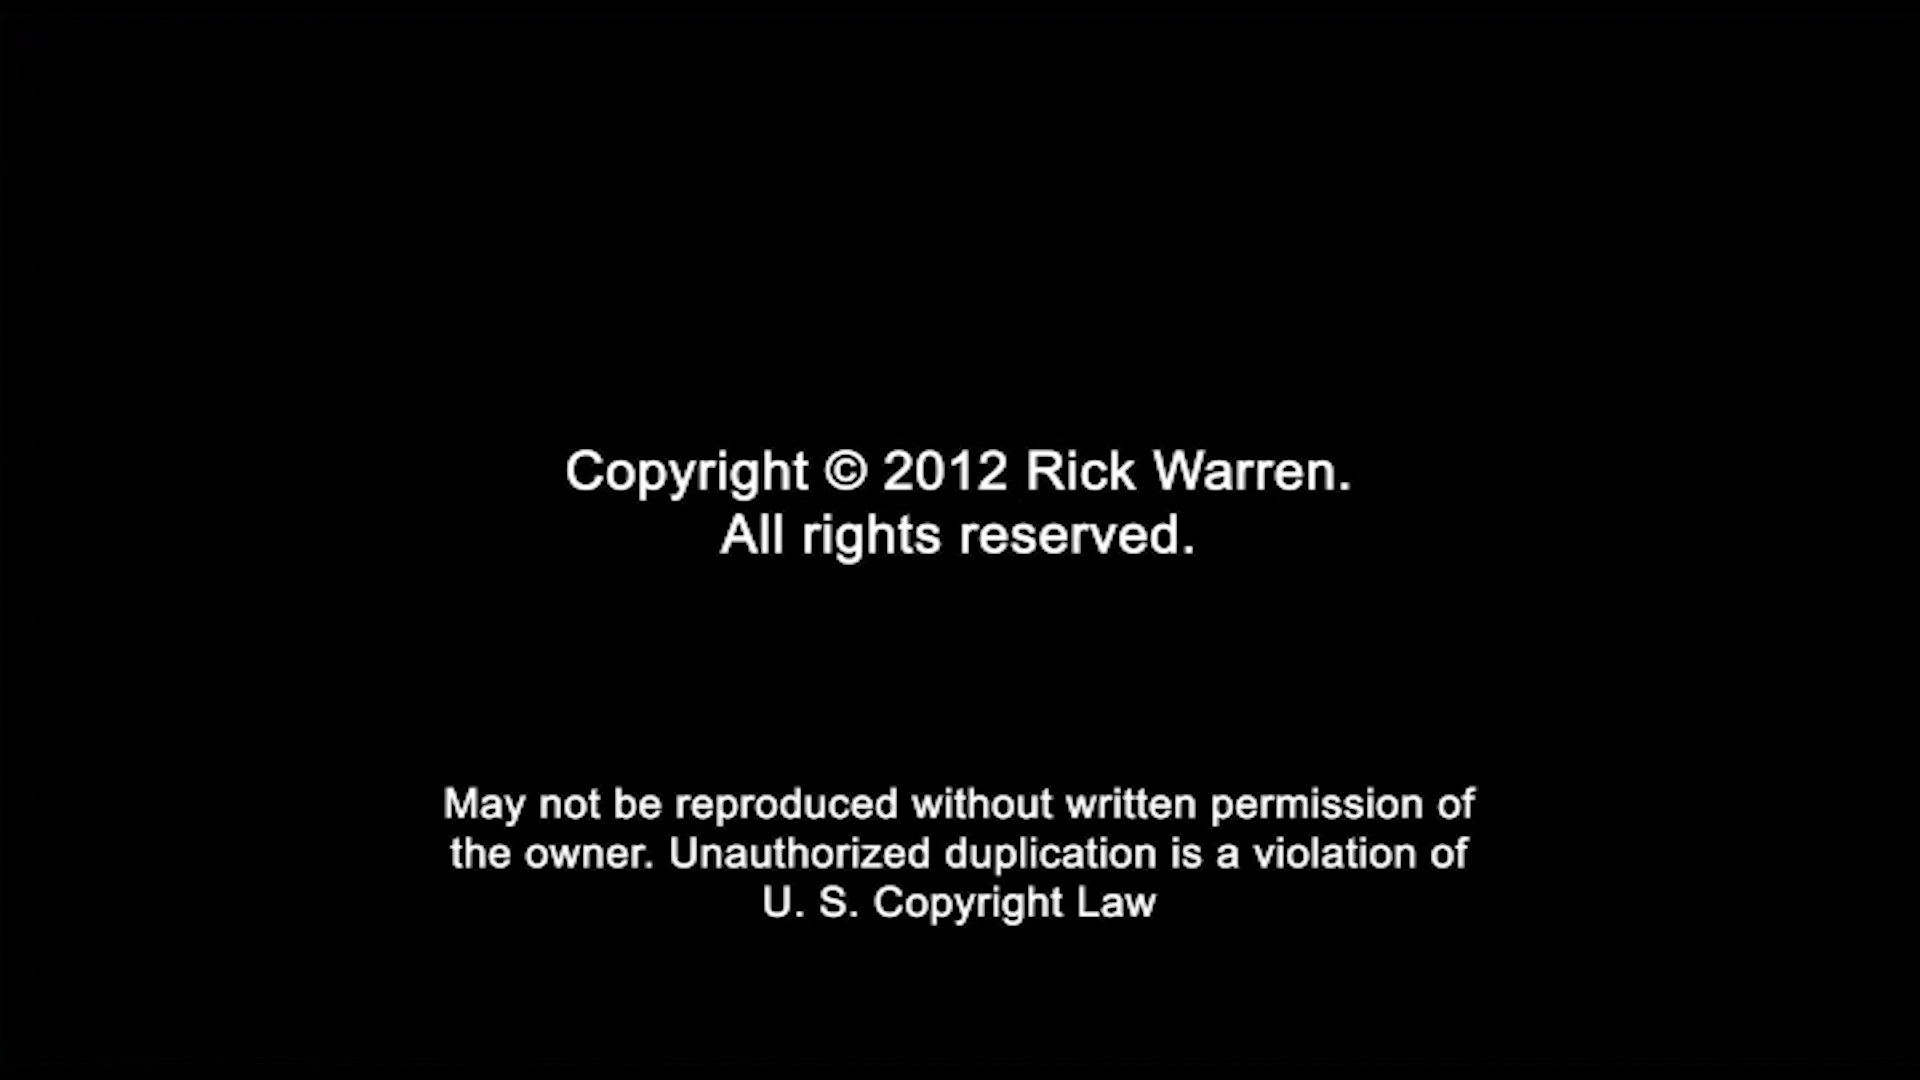 Copyright © 2012 Rick Warren.
All rights reserved.
May not be reproduced without written permission of
the owner. Unauthorized duplication is a violation of
U. S. Copyright Law